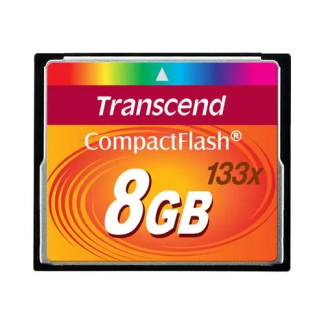 Transcend
CompactFlash®
133x
8GB